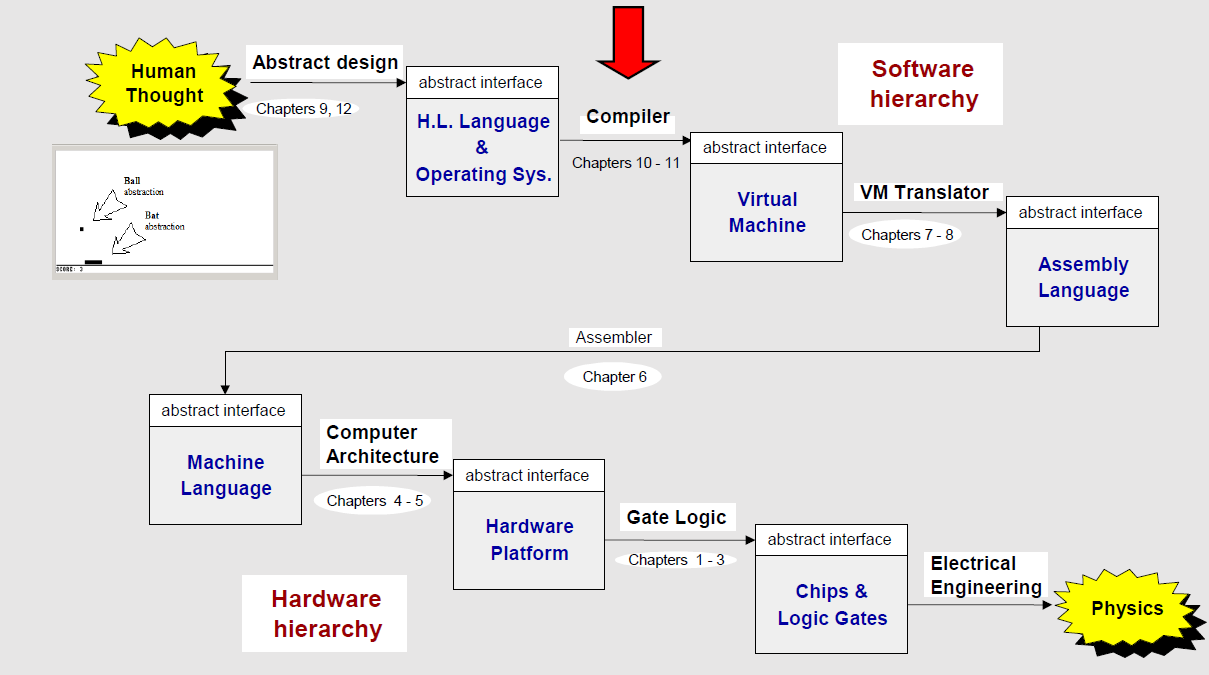 Human
Thought
Abstract design
Chapters 9, 12
abstract interface
H.L. Language
&
Operating Sys.
Compiler
Chapters 10 - 11
Software
hierarchy
abstract interface
Virtual
Machine
VM Translator
Chapters 7 - 8
abstract interface
Assembly
Language
Ball
abstraction
Bat
abstraction
SCORE: 3
Assembler
Chapter 6
abstract interface
Machine
Language
Computer
Architecture
Chapters 4 - 5
abstract interface
Hardware
Platform
Gate Logic
Chapters 1 - 3
abstract interface
Chips &
Logic Gates
Electrical
Engineering
Physics
Hardware
hierarchy